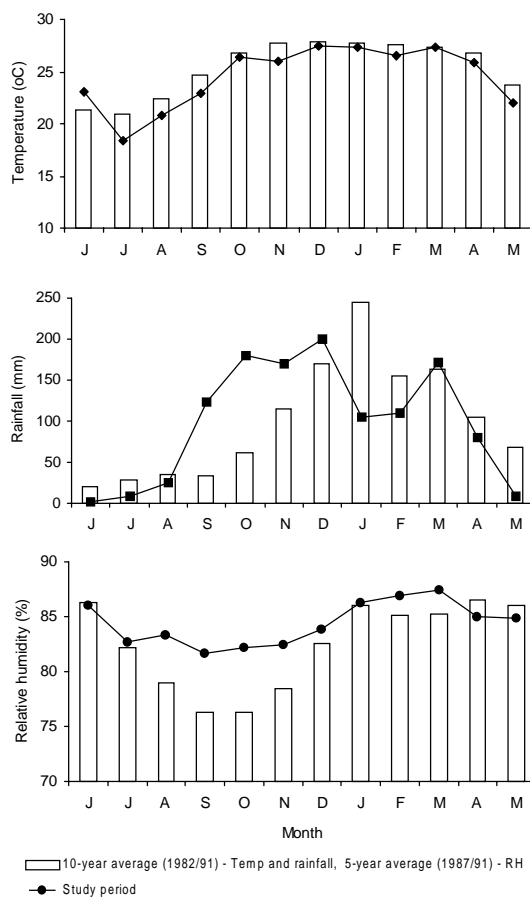 30
25
20
15
10
Temperature (oC)
J J A S O N D J F M A M
250
200
150
100
50
0
Rainfall (mm)
J J A S O N D J F M A M
90
85
80
75
70
Relative humidity (%)
J J A S O N D J F M A M
Month
10-year average (1982/91) - Temp and rainfall, 5-year average (1987/91) - RH
Study period